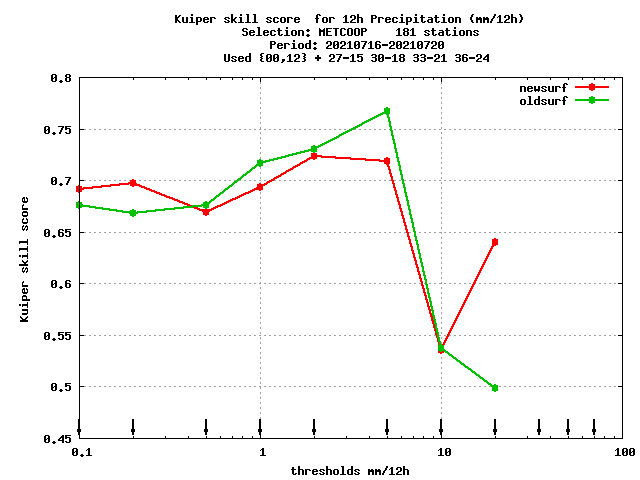 Kuiper skill score  for 12h Precipitation (mm/12h)
Selection: METCOOP    181 stations
Period: 20210716-20210720
Used {00,12} + 27-15 30-18 33-21 36-24
newsurf
oldsurf
0.8
0.75
0.7
0.65
0.6
0.55
0.5
0.45
Kuiper skill score
0.1 1 10 100
thresholds mm/12h